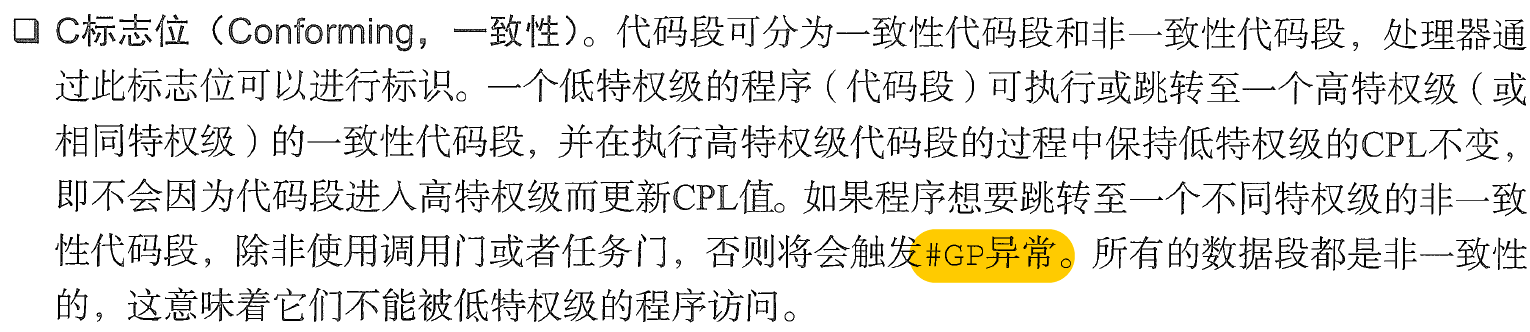 ❑ C标志位（Conforming，一致性）。代码段可分为一致性代码段和非一致性代码段，处理器通
过此标志位可以进行标识。一个低特权级的程序（代码段）可执行或跳转至一个高特权级（或
相同特权级）的一致性代码段，并在执行高特权级代码段的过程中保持低特权级的CPL不变，
即不会因为代码段进入高特权级而更新CPL值。如果程序想要跳转至一个不同特权级的非一致
性代码段，除非使用调用门或者任务门，否则将会触发#GP异常。所有的数据段都是非一致性
的，这意味着它们不能被低特权级的程序访问。